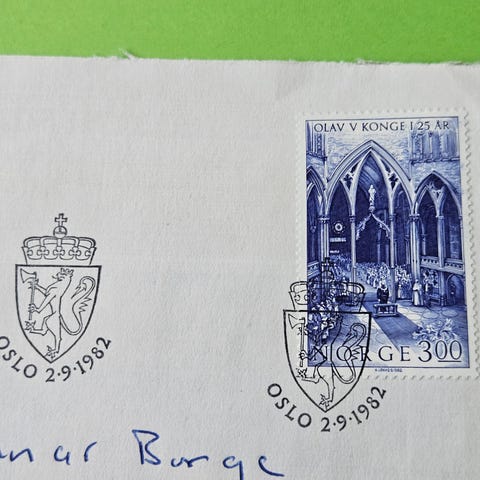 OLAV V KONGE I 25 ÅR
NORGE 3.00
OSLO 2·9·1982
OSLO 2·9·1982
Borge